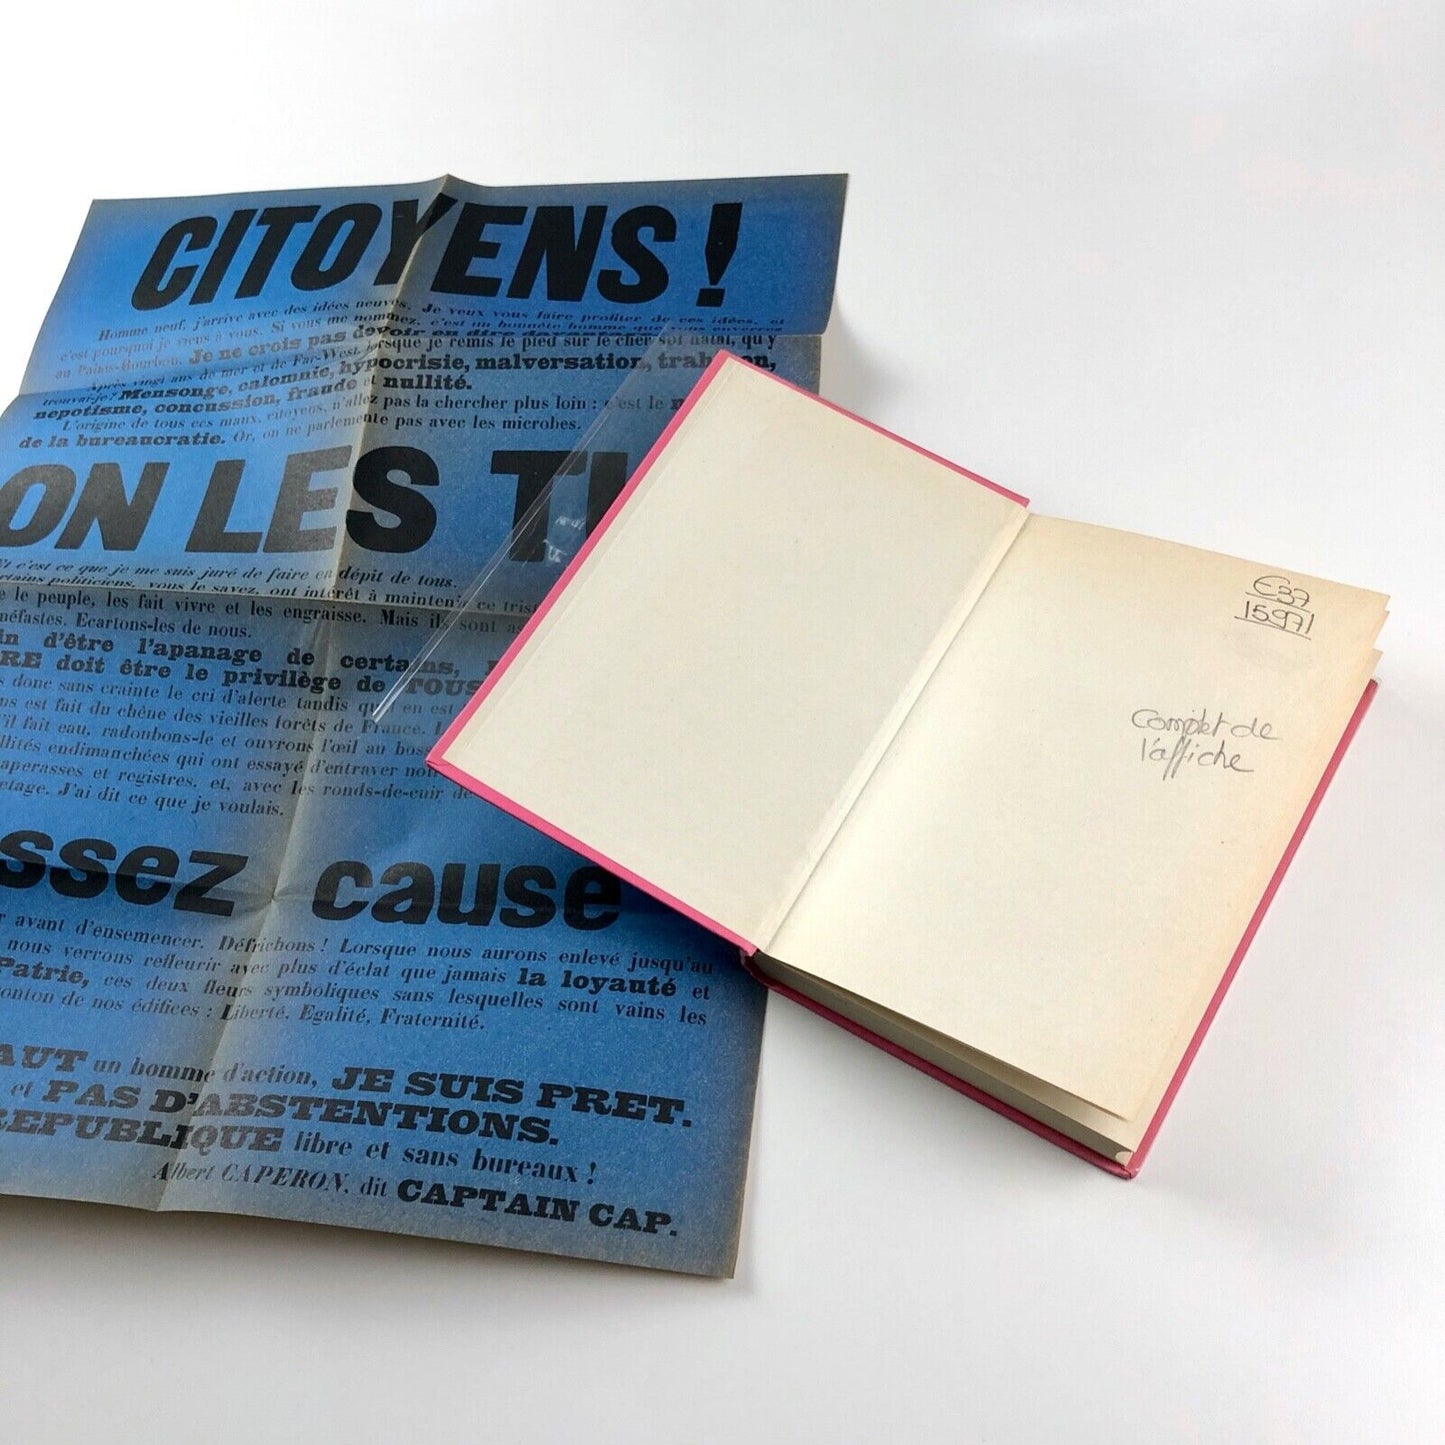 CITOYENS !
Homme neuf, j'arrive avec des idées neuves. Je veux vous faire profiter de ces idées, et
c'est pourquoi je viens à vous. Si vous me nommez, c'est un honnête homme que vous enverrez
au Palais-Bourbon. Je ne crois pas devoir en dire davantage.
Après vingt ans de mer et de Far-West, lorsque je remis le pied sur le cher sol natal, qu'y
trouvai-je? Mensonge, calomnie, hypocrisie, malversation,
népotisme, concussion, fraude et nullité.
L'origine de tous ces maux, citoyens, n'allez pas la chercher plus loin : c'est le
de la bureaucratie. Or, on ne parlemente pas avec les microbes.
ON LES
Et c'est ce que je me suis juré de faire en dépit de tous.
politiciens, vous le savez, ont intérêt à maintenir ce
le peuple, les fait vivre et les engraisse. Mais ils sont
néfastes. Ecartons-les de nous.
d'être l'apanage de certains,
doit être le privilège de TOUS
donc sans crainte le cri d'alerte tandis qu'il en est
est fait du chêne des vieilles forêts de France.
fait eau, radoubons-le et ouvrons l'œil au
endimanchées qui ont essayé d'entraver
et registres, et, avec les ronds-de-cuir de
J'ai dit ce que je voulais.
cause
avant d'ensemencer. Défrichons ! Lorsque nous aurons enlevé jusqu'au
nous verrons refleurir avec plus d'éclat que jamais la loyauté et
Patrie, ces deux fleurs symboliques sans lesquelles sont vains les
de nos édifices : Liberté, Egalité, Fraternité.
un homme d'action, JE SUIS PRET.
et PAS D'ABSTENTIONS.
REPUBLIQUE libre et sans bureaux !
Albert CAPERON, dit CAPTAIN CAP.
€37
15971
Complet de
l'affiche